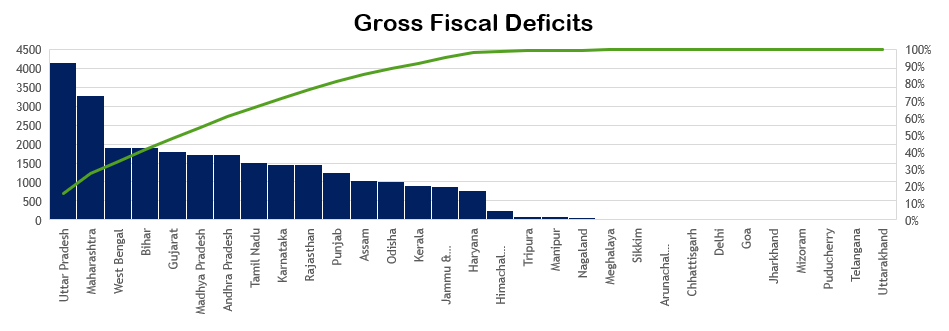 Gross Fiscal Deficits
4500
4000
3500
3000
2500
2000
1500
1000
500
0
100%
90%
80%
70%
60%
50%
40%
30%
20%
10%
0%
Uttar Pradesh
Maharashtra
West Bengal
Bihar
Gujarat
Madhya Pradesh
Andhra Pradesh
Tamil Nadu
Karnataka
Rajasthan
Punjab
Assam
Odisha
Kerala
Jammu &...
Haryana
Himachal...
Tripura
Manipur
Nagaland
Meghalaya
Sikkim
Arunachal...
Chhattisgarh
Delhi
Goa
Jharkhand
Mizoram
Puducherry
Telangana
Uttarakhand